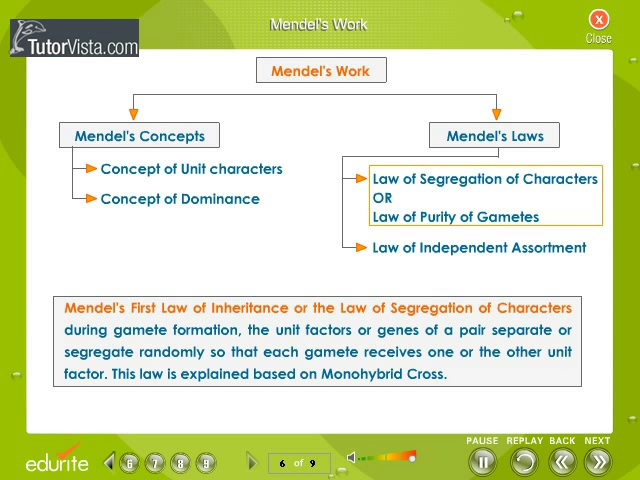 Mendel's Work
Close
TutorVista.com
Mendel's Work
Mendel's Concepts
Concept of Unit characters
Concept of Dominance
Mendel's Laws
Law of Segregation of Characters
OR
Law of Purity of Gametes
Law of Independent Assortment
Mendel's First Law of Inheritance or the Law of Segregation of Characters
during gamete formation, the unit factors or genes of a pair separate or
segregate randomly so that each gamete receives one or the other unit
factor. This law is explained based on Monohybrid Cross.
PAUSE REPLAY BACK NEXT
edurite
6 7 8 9
6 of 9